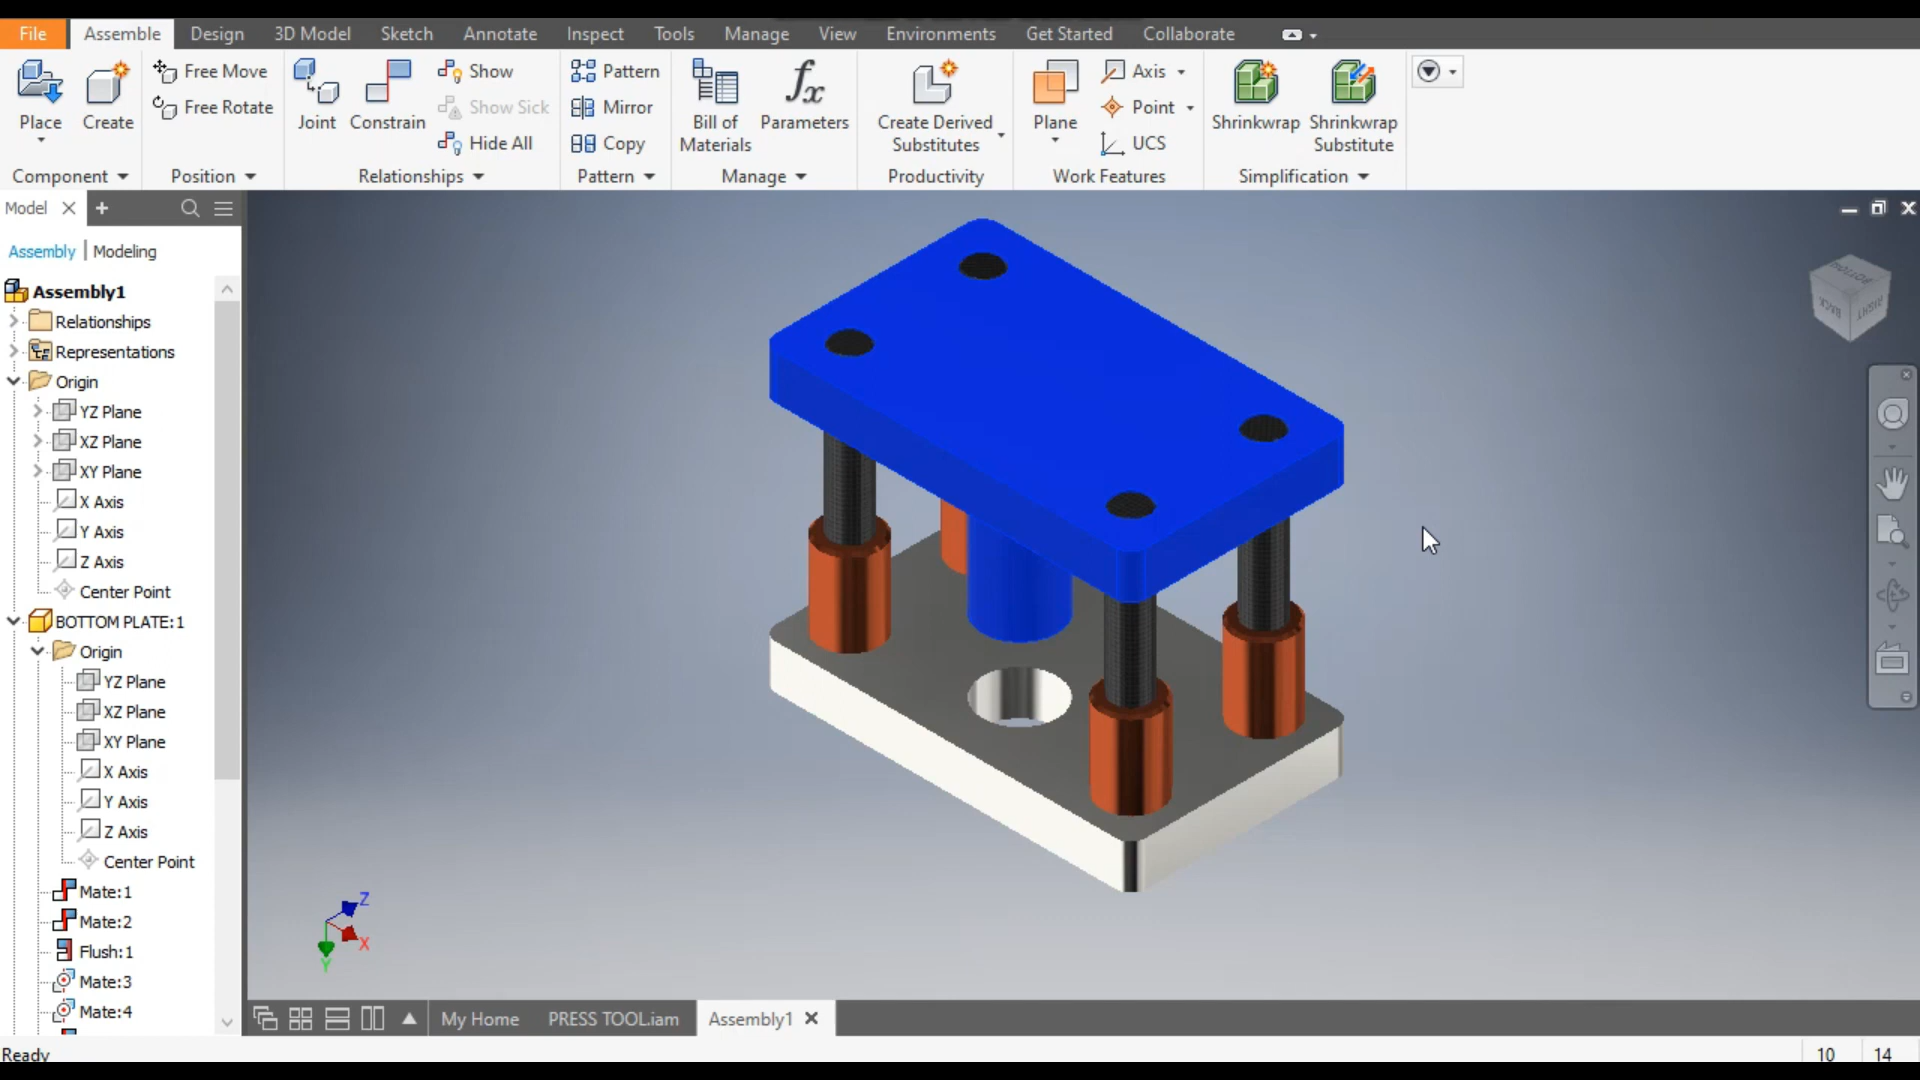 File Assemble Design 3D Model Sketch Annotate Inspect Tools Manage View Environments Get Started Collaborate
Place
Create
Free Move
Free Rotate
Joint
Constrain
Show
Show Sick
Hide All
Pattern
Mirror
Copy
Bill of
Materials
fx
Parameters
Create Derived
Substitutes
Plane
Axis
Point
UCS
Shrinkwrap
Shrinkwrap
Substitute
Component Position Relationships Pattern Manage Productivity Work Features Simplification
Model
Assembly | Modeling
Assembly1
Relationships
Representations
Origin
YZ Plane
XZ Plane
XY Plane
X Axis
Y Axis
Z Axis
Center Point
BOTTOM PLATE:1
Origin
YZ Plane
XZ Plane
XY Plane
X Axis
Y Axis
Z Axis
Center Point
Mate:1
Mate:2
Flush:1
Mate:3
Mate:4
BOTTOM
BACK
RIGHT
Z
X
Y
My Home PRESS TOOL.iam Assembly1
Ready 10 14